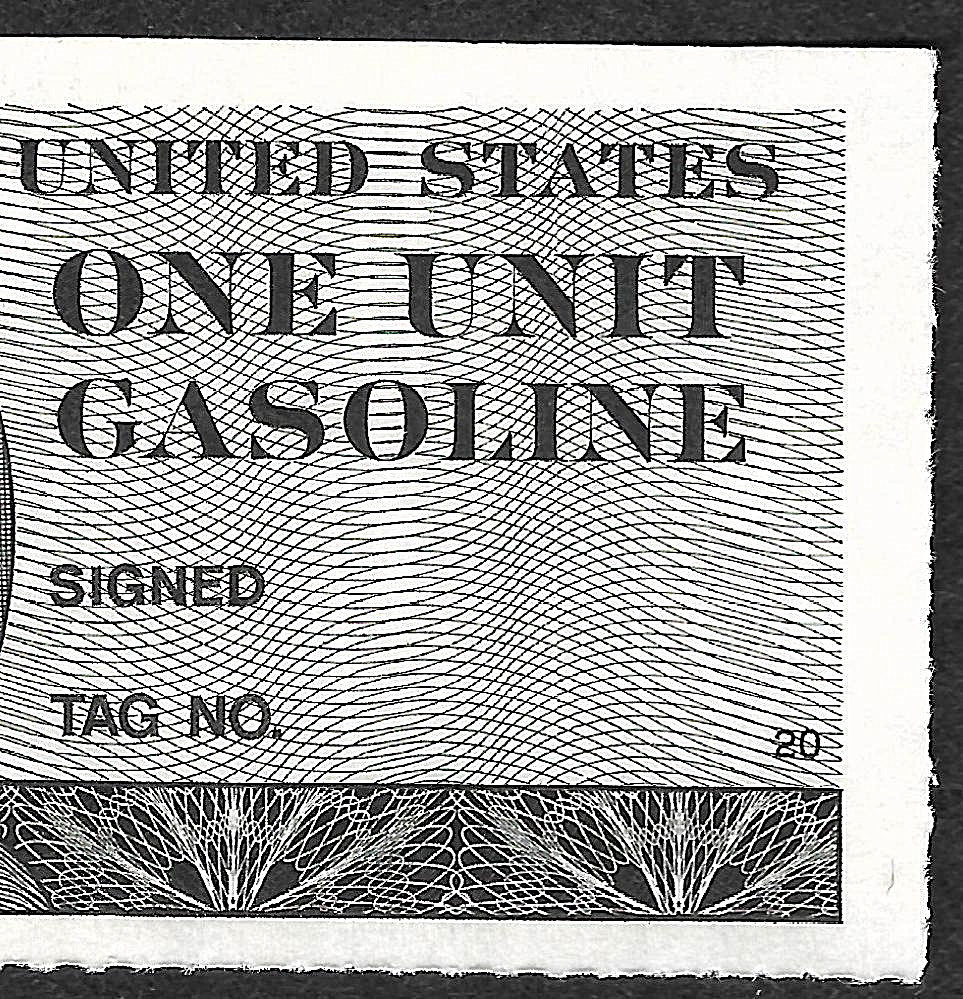 UNITED STATES
ONE UNIT
GASOLINE
SIGNED
TAG NO.
20